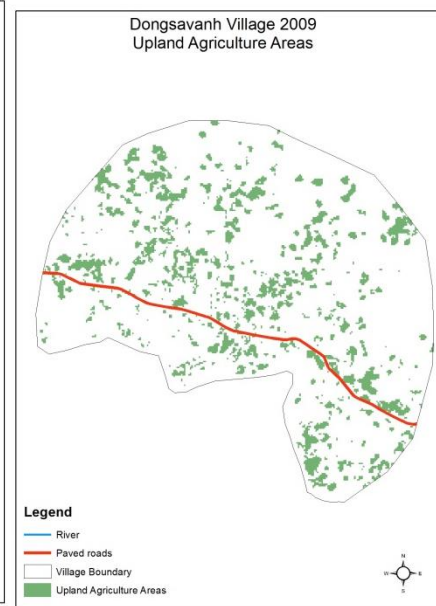 Dongsavanh Village 2009
Upland Agriculture Areas
Legend
River
Paved roads
Village Boundary
Upland Agriculture Areas
N
W
E
S